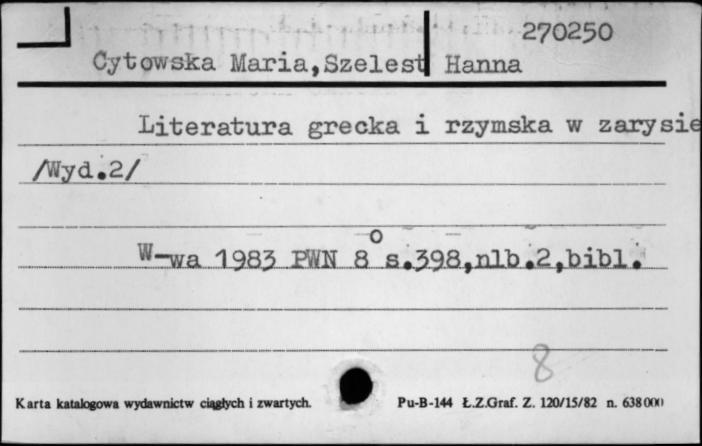 270250
Cytowska Maria,Szelest Hanna
Literatura grecka i rzymska w zarysie
/Wyd.2/
W-wa 1983 PWN 8° s.398,nlb.2,bibl.
8
Karta katalogowa wydawnictw ciągłych i zwartych. Pu-B-144 Ł.Z.Graf. Z. 120/15/82 n. 638000